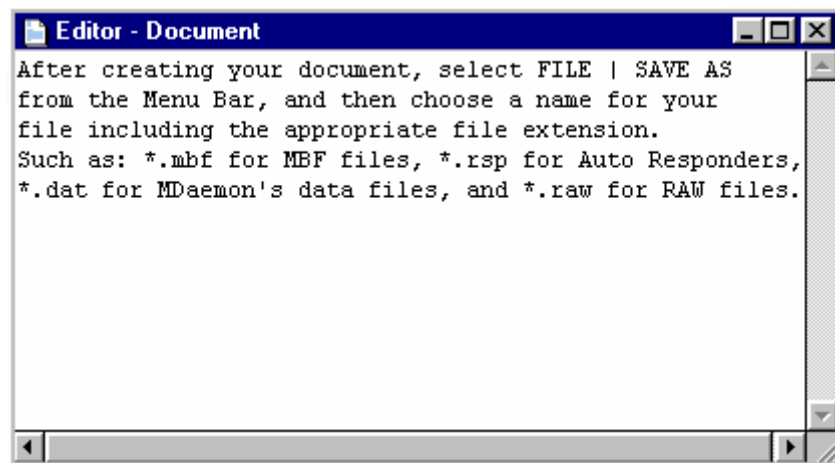 Editor - Document
After creating your document, select FILE | SAVE AS
from the Menu Bar, and then choose a name for your
file including the appropriate file extension.
Such as: *.mbf for MBF files, *.rsp for Auto Responders,
*.dat for MDaemon's data files, and *.raw for RAW files.